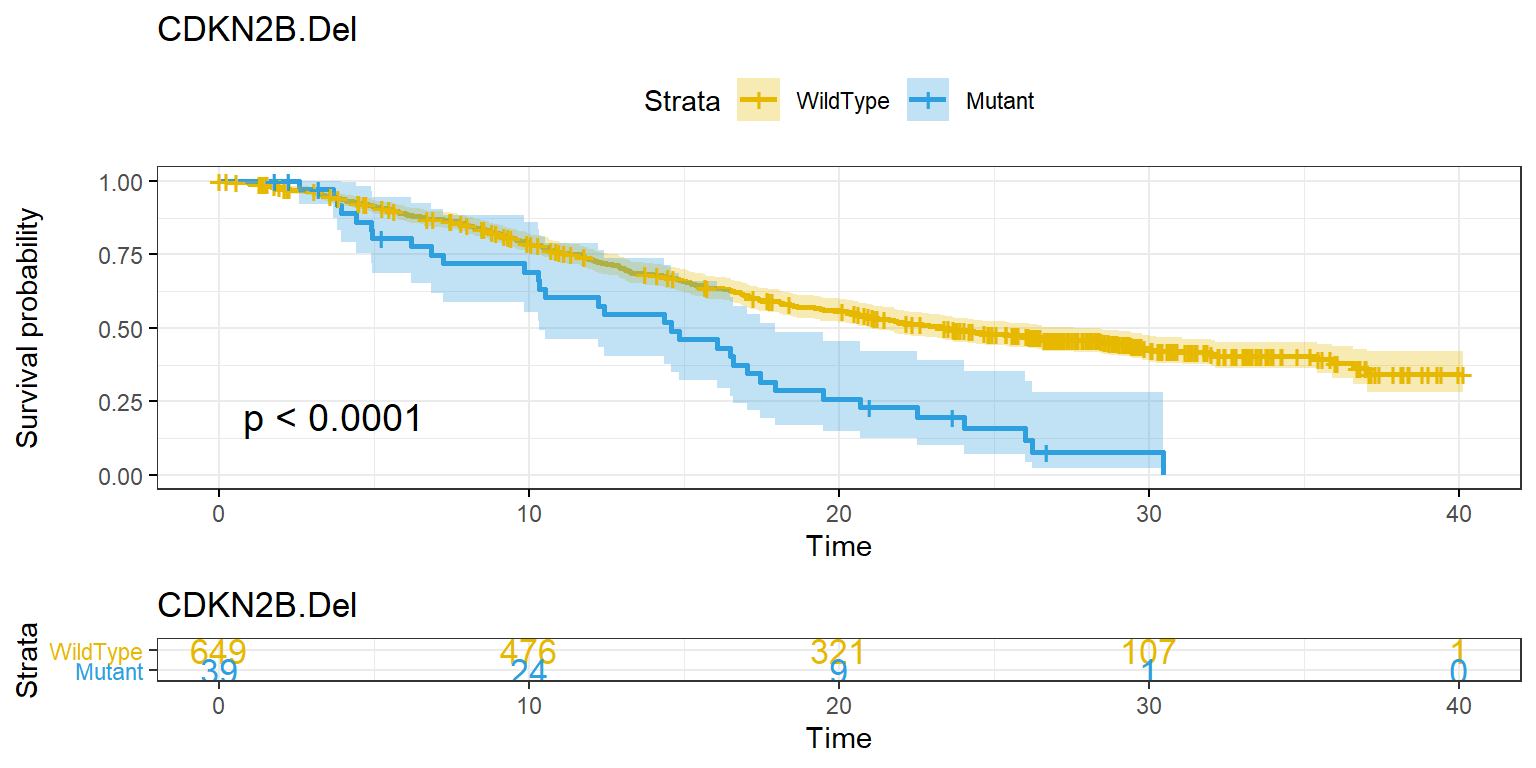 CDKN2B.Del
Strata WildType Mutant
Survival probability
1.00
0.75
0.50
0.25
0.00
p < 0.0001
0 10 20 30 40
Time
CDKN2B.Del
Strata
WildType 649 476 321 107 1
Mutant 39 24 9 1 0
0 10 20 30 40
Time